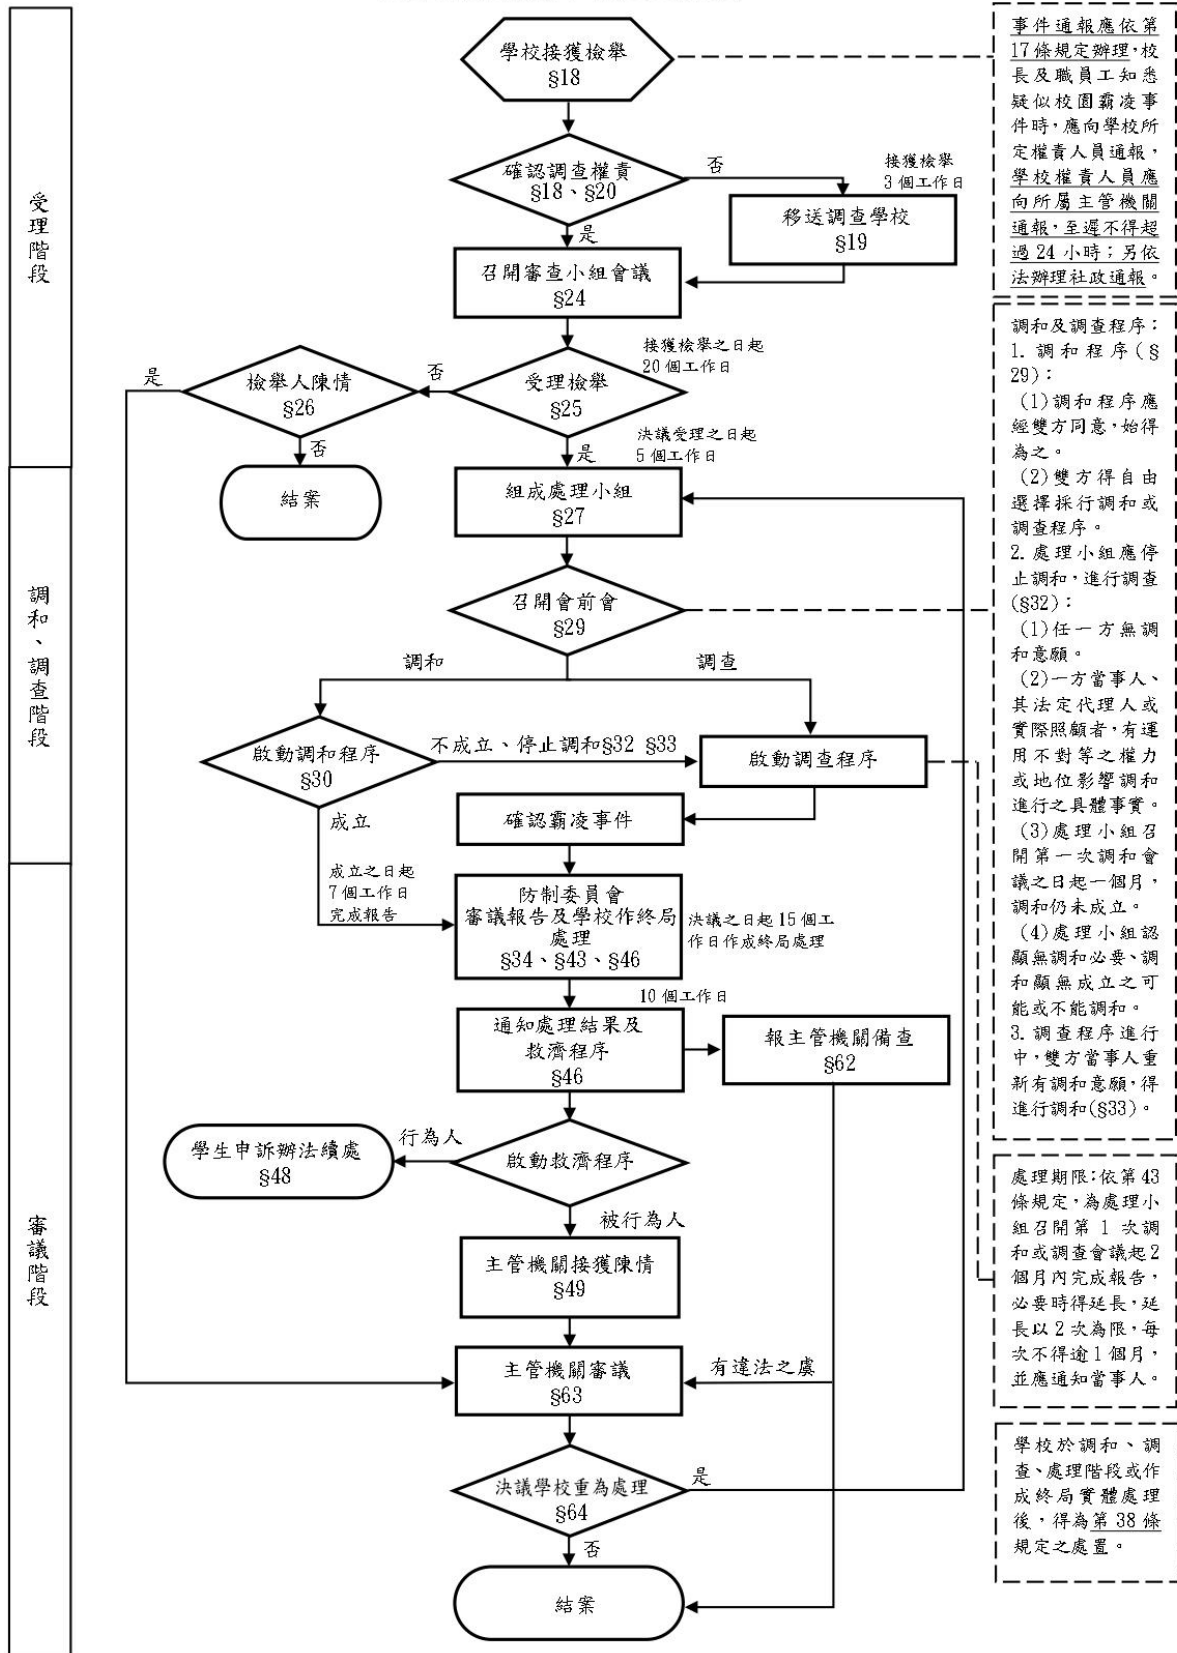 受理階段
調和、調查階段
審議階段
學校接獲檢舉
§18
確認調查權責
§18、§20
否
接獲檢舉
3 個工作日
移送調查學校
§19
是
召開審查小組會議
§24
接獲檢舉之日起
20 個工作日
受理檢舉
§25
否
檢舉人陳情
§26
是
否
結案
決議受理之日起
5 個工作日
是
組成處理小組
§27
召開會前會
§29
調和
調查
啟動調和程序
§30
不成立、停止調和§32 §33
啟動調查程序
成立
確認霸凌事件
成立之日起
7 個工作日
完成報告
防制委員會
審議報告及學校作終局
處理
§34、§43、§46
決議之日起 15 個工
作日作成終局處理
10 個工作日
通知處理結果及
救濟程序
§46
報主管機關備查
§62
啟動救濟程序
行為人
學生申訴辦法續處
§48
被行為人
主管機關接獲陳情
§49
主管機關審議
§63
有違法之虞
決議學校重為處理
§64
是
否
結案
事件通報應依第
17條規定辦理,校
長及職員工知悉
疑似校園霸凌事
件時,應向學校所
定權責人員通報,
學校權責人員應
向所屬主管機關
通報,至遲不得超
過 24 小時;另依
法辦理社政通報。
調和及調查程序:
1. 調和程序(§
29):
(1)調和程序應
經雙方同意,始得
為之。
(2)雙方得自由
選擇採行調和或
調查程序。
2. 處理小組應停
止調和,進行調查
(§32):
(1)任一方無調
和意願。
(2)一方當事人、
其法定代理人或
實際照顧者,有運
用不對等之權力
或地位影響調和
進行之具體事實。
(3)處理小組召
開第一次調和會
議之日起一個月,
調和仍未成立。
(4)處理小組認
顯無調和必要、調
和顯無成立之可
能或不能調和。
3. 調查程序進行
中,雙方當事人重
新有調和意願,得
進行調和(§33)。
處理期限:依第 43
條規定,為處理小
組召開第 1 次調
和或調查會議起 2
個月內完成報告,
必要時得延長,延
長以 2 次為限,每
次不得逾 1 個月,
並應通知當事人。
學校於調和、調
查、處理階段或作
成終局實體處理
後,得為第 38 條
規定之處置。